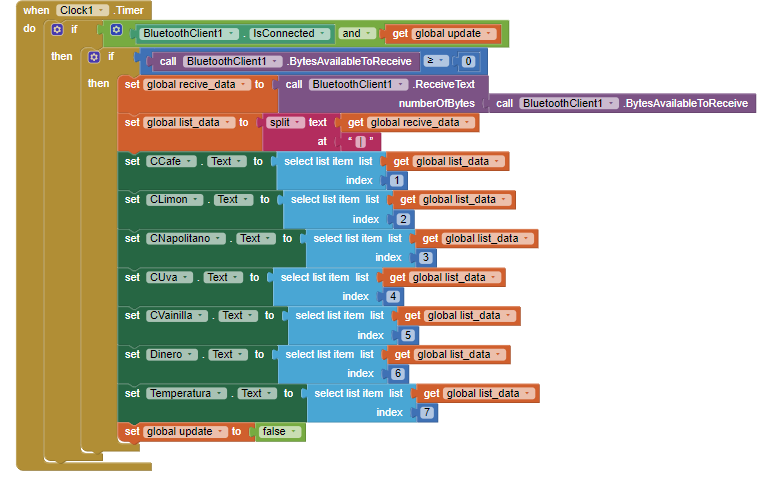 when Clock1 .Timer
do if BluetoothClient1 . IsConnected and get global update
then if call BluetoothClient1 .BytesAvailableToReceive ≥ 0
then set global recive_data to call BluetoothClient1 .ReceiveText
numberOfBytes call BluetoothClient1 .BytesAvailableToReceive
set global list_data to split text get global recive_data
at " | "
set CCafe . Text to select list item list get global list_data
index 1
set CLimon . Text to select list item list get global list_data
index 2
set CNapolitano . Text to select list item list get global list_data
index 3
set CUva . Text to select list item list get global list_data
index 4
set CVainilla . Text to select list item list get global list_data
index 5
set Dinero . Text to select list item list get global list_data
index 6
set Temperatura . Text to select list item list get global list_data
index 7
set global update to false